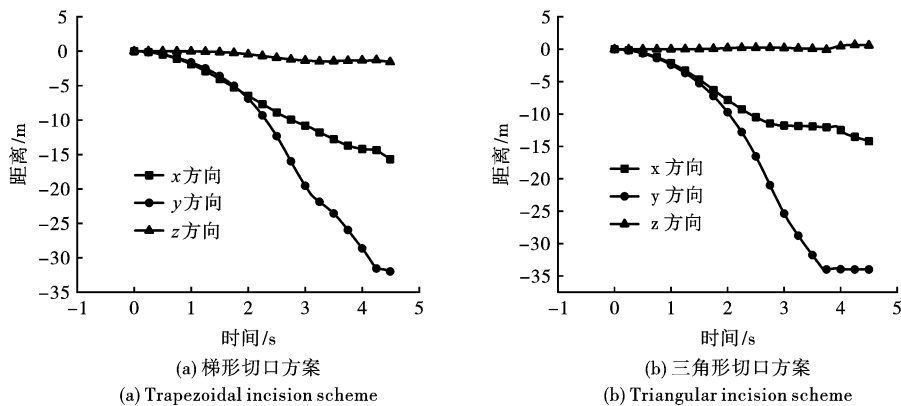 5
0
−5
−10
−15
−20
−25
−30
−35
距离/m
x方向
y方向
z方向
−1 0 1 2 3 4 5
时间/s
(a) 梯形切口方案
(a) Trapezoidal incision scheme
5
0
−5
−10
−15
−20
−25
−30
−35
距离/m
x 方向
y 方向
z 方向
−1 0 1 2 3 4 5
时间/s
(b) 三角形切口方案
(b) Triangular incision scheme